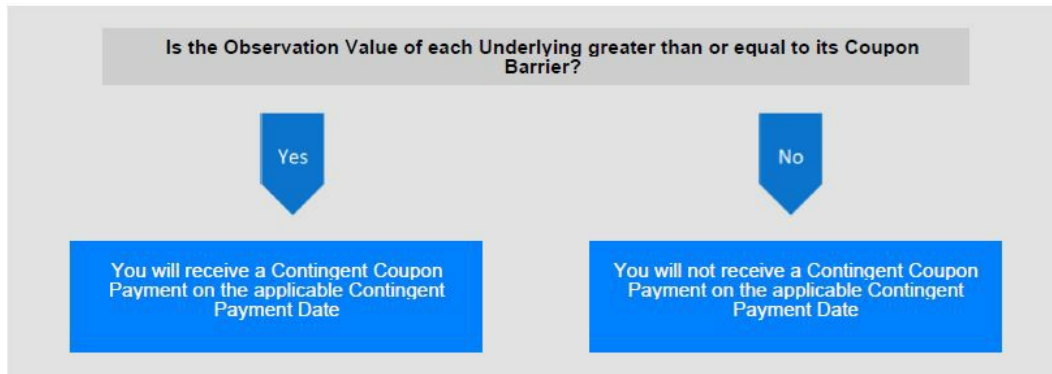 Is the Observation Value of each Underlying greater than or equal to its Coupon
Barrier?
Yes
No
You will receive a Contingent Coupon
Payment on the applicable Contingent
Payment Date
You will not receive a Contingent Coupon
Payment on the applicable Contingent
Payment Date